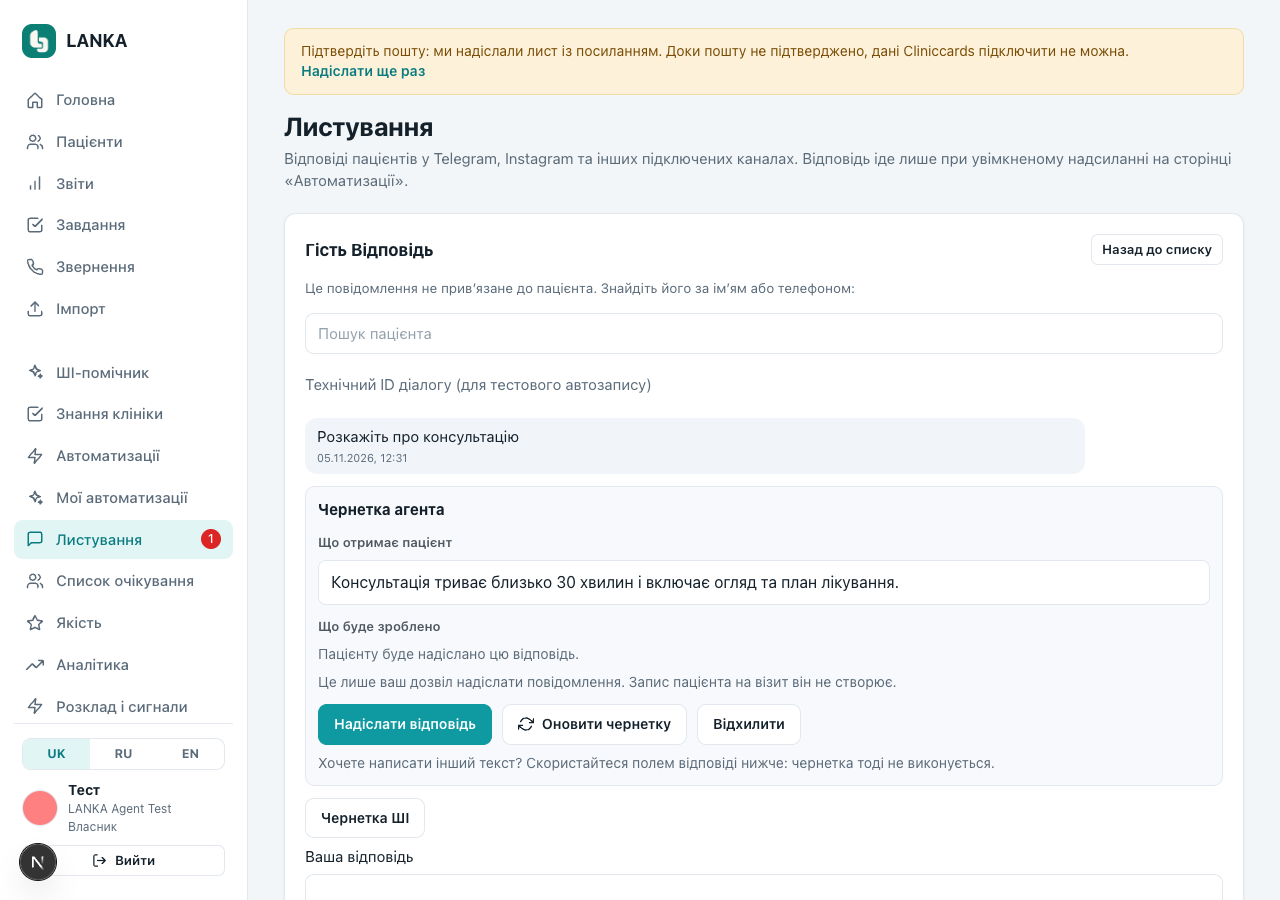 LANKA
Головна
Пацієнти
Звіти
Завдання
Звернення
Імпорт
ШІ-помічник
Знання клініки
Автоматизації
Мої автоматизації
Листування 1
Список очікування
Якість
Аналітика
Розклад і сигнали
UK RU EN
Тест
LANKA Agent Test
Власник
N
Вийти
Підтвердіть пошту: ми надіслали лист із посиланням. Доки пошту не підтверджено, дані Cliniccards підключити не можна.
Надіслати ще раз
Листування
Відповіді пацієнтів у Telegram, Instagram та інших підключених каналах. Відповідь іде лише при увімкненому надсиланні на сторінці
«Автоматизації».
Гість Відповідь
Назад до списку
Це повідомлення не прив’язане до пацієнта. Знайдіть його за ім’ям або телефоном:
Пошук пацієнта
Технічний ID діалогу (для тестового автозапису)
Розкажіть про консультацію
05.11.2026, 12:31
Чернетка агента
Що отримає пацієнт
Консультація триває близько 30 хвилин і включає огляд та план лікування.
Що буде зроблено
Пацієнту буде надіслано цю відповідь.
Це лише ваш дозвіл надіслати повідомлення. Запис пацієнта на візит він не створює.
Надіслати відповідь Оновити чернетку Відхилити
Хочете написати інший текст? Скористайтеся полем відповіді нижче: чернетка тоді не виконується.
Чернетка ШІ
Ваша відповідь